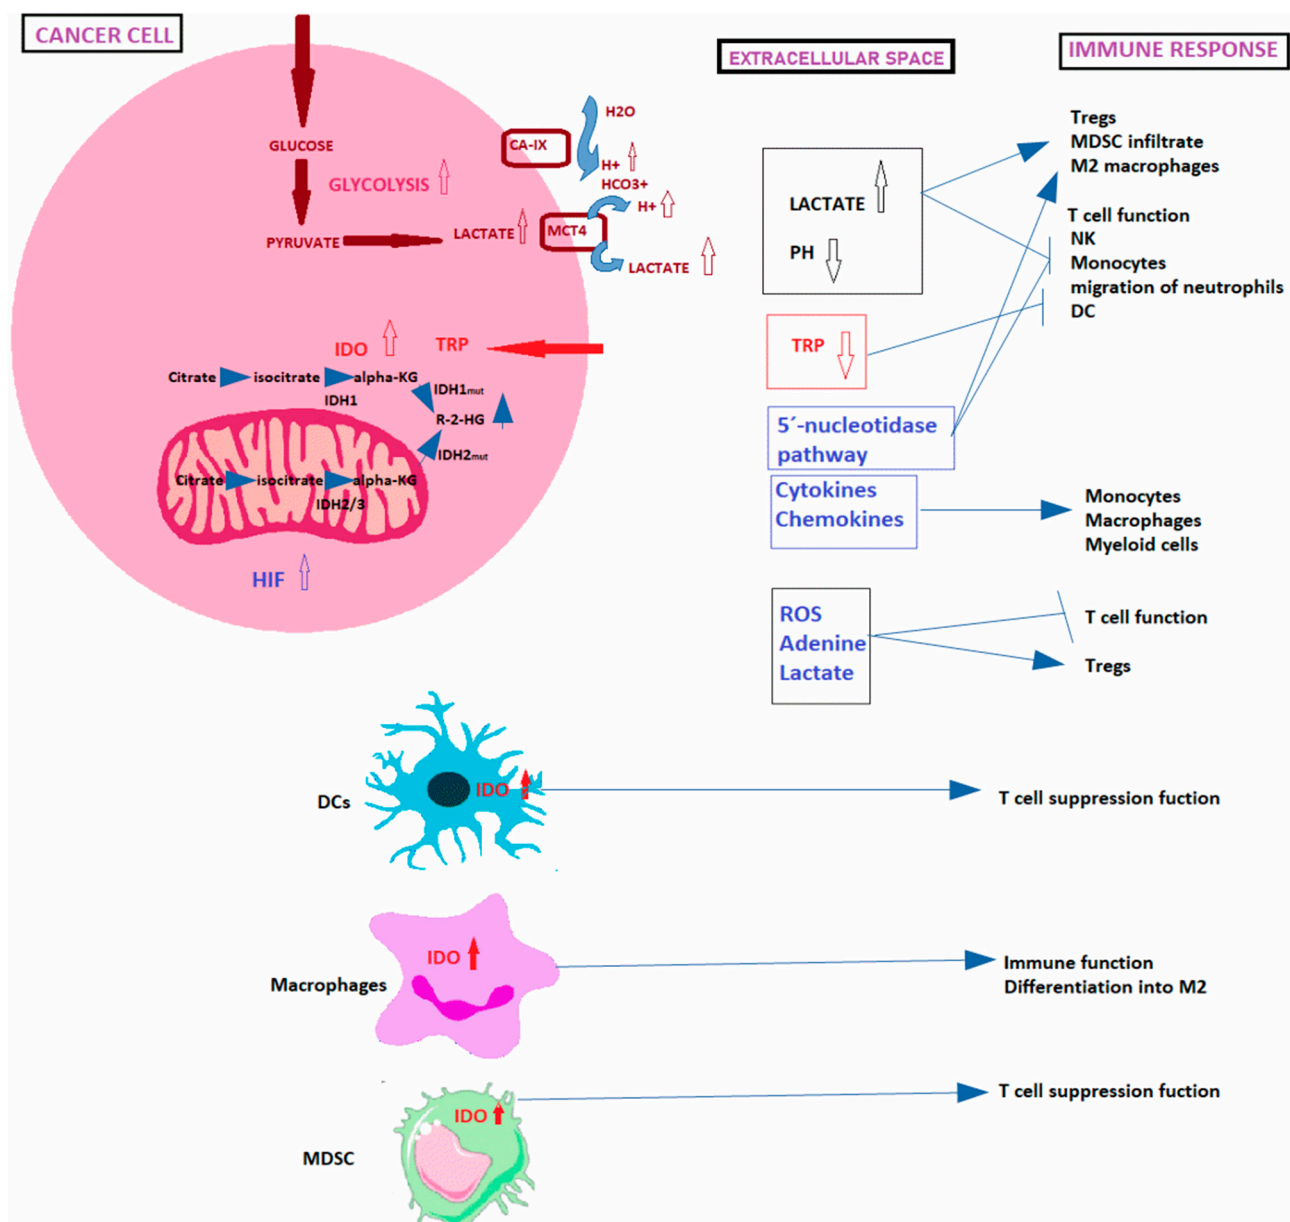 CANCER CELL
EXTRACELLULAR SPACE
IMMUNE RESPONSE
GLUCOSE
GLYCOLYSIS
PYRUVATE
LACTATE
CA-IX
H2O
H+
HCO3+
H+
MCT4
LACTATE
IDO
TRP
Citrate
isocitrate
alpha-KG
IDH1
IDH1mut
R-2-HG
IDH2mut
Citrate
isocitrate
alpha-KG
IDH2/3
HIF
LACTATE
PH
TRP
5´-nucleotidase
pathway
Cytokines
Chemokines
ROS
Adenine
Lactate
Tregs
MDSC infiltrate
M2 macrophages
T cell function
NK
Monocytes
migration of neutrophils
DC
Monocytes
Macrophages
Myeloid cells
T cell function
Tregs
DCs
IDO
T cell suppression fuction
Macrophages
IDO
Immune function
Differentiation into M2
MDSC
IDO
T cell suppression fuction